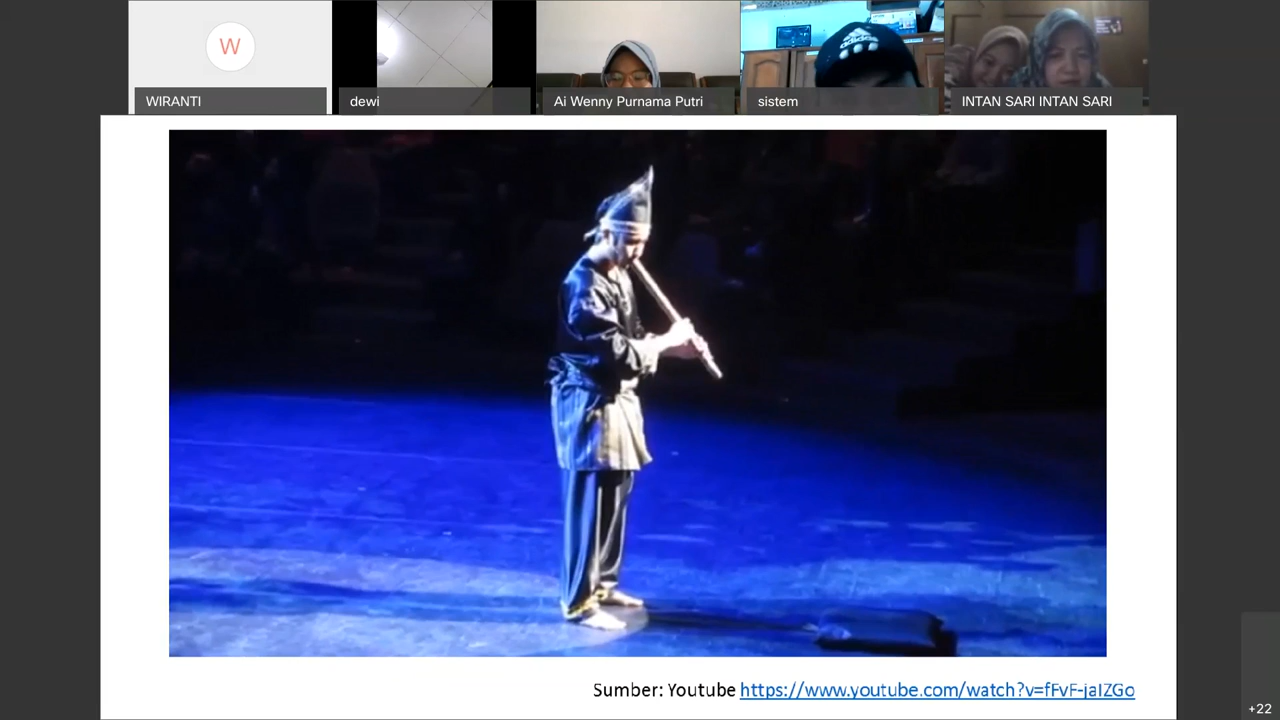 W
WIRANTI
dewi
Ai Wenny Purnama Putri
sistem
INTAN SARI INTAN SARI
adidas
Sumber: Youtube https://www.youtube.com/watch?v=fFvF-jaIZGo
+22